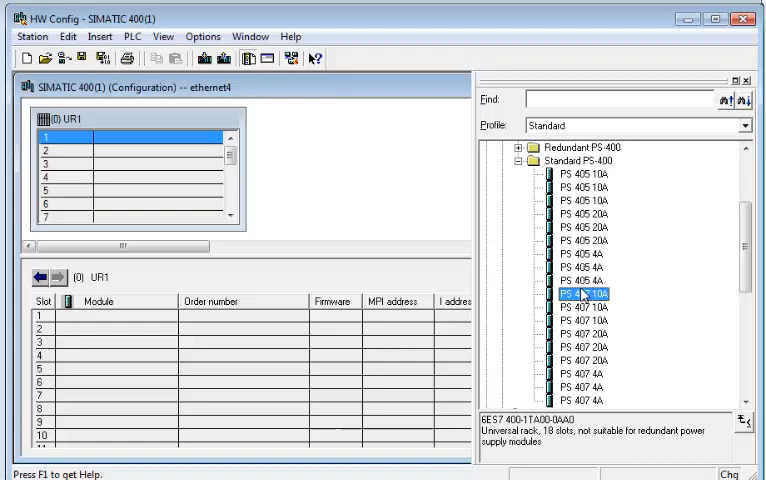 HW Config - SIMATIC 400(1)
Station Edit Insert PLC View Options Window Help
SIMATIC 400(1) (Configuration) -- ethernet4
(0) UR1
1
2
3
4
5
6
7
(0) UR1
Slot Module Order number Firmware MPI address I addres
1
2
3
4
5
6
7
8
9
10
Find:
Profile: Standard
Redundant PS-400
Standard PS-400
PS 405 10A
PS 405 10A
PS 405 10A
PS 405 20A
PS 405 20A
PS 405 20A
PS 405 4A
PS 405 4A
PS 405 4A
PS 407 10A
PS 407 10A
PS 407 10A
PS 407 20A
PS 407 20A
PS 407 20A
PS 407 4A
PS 407 4A
PS 407 4A
6ES7 400-1TA00-0AA0
Universal rack, 18 slots, not suitable for redundant power
supply modules
Press F1 to get Help.
Chg